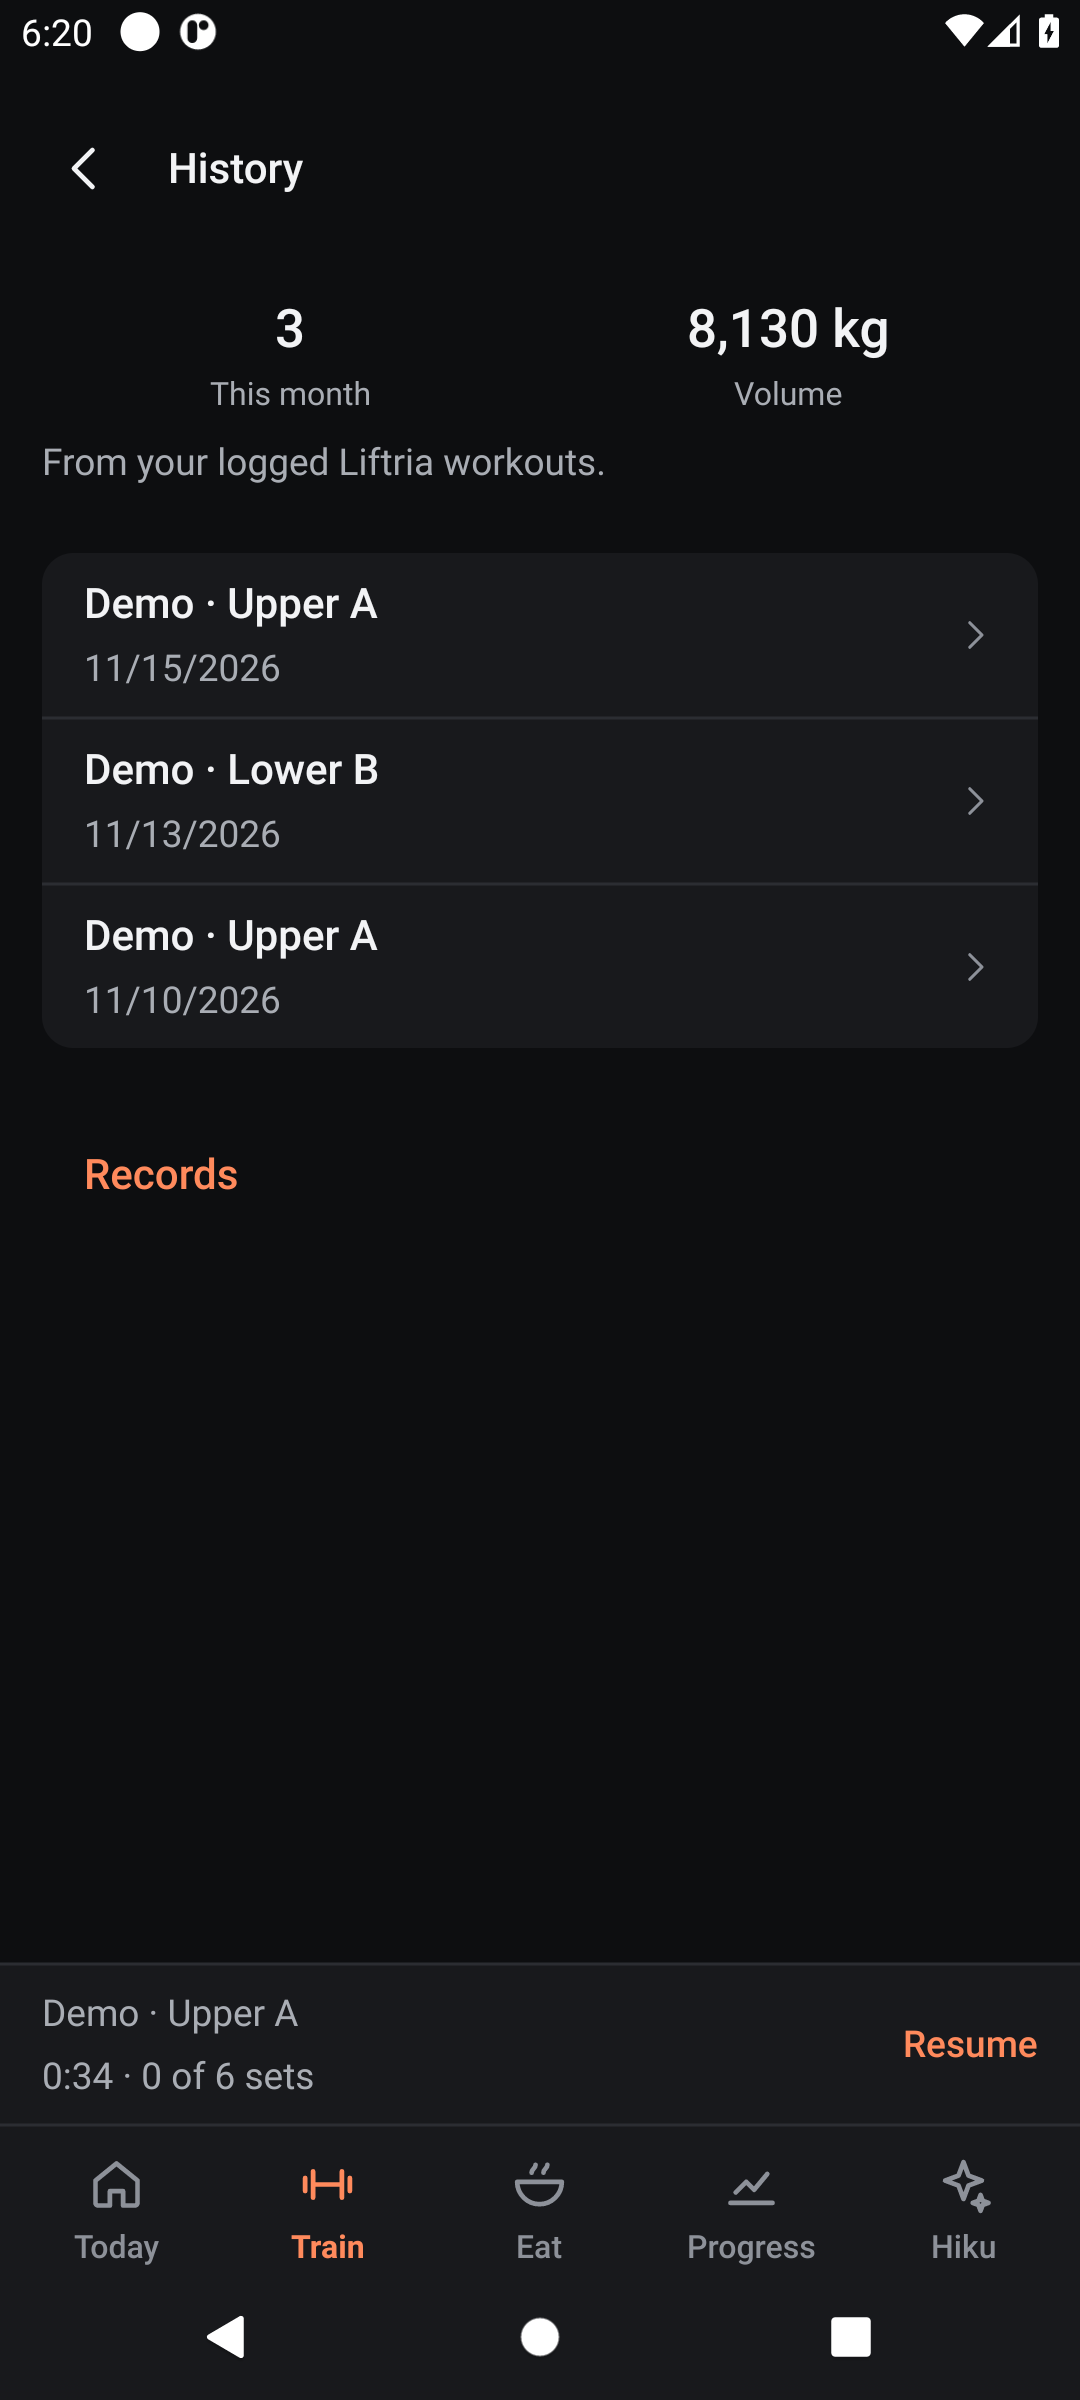 6:20
History
3
8,130 kg
This month
Volume
From your logged Liftria workouts.
Demo · Upper A
11/15/2026
Demo · Lower B
11/13/2026
Demo · Upper A
11/10/2026
Records
Demo · Upper A
0:34 · 0 of 6 sets
Resume
Today
Train
Eat
Progress
Hiku